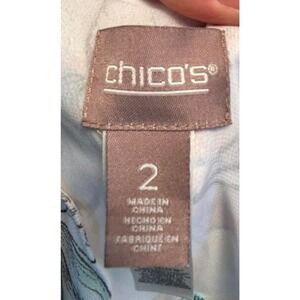 chico's®
2
MADE IN
CHINA
HECHO EN
CHINA
FABRIQUÉ EN
CHINE